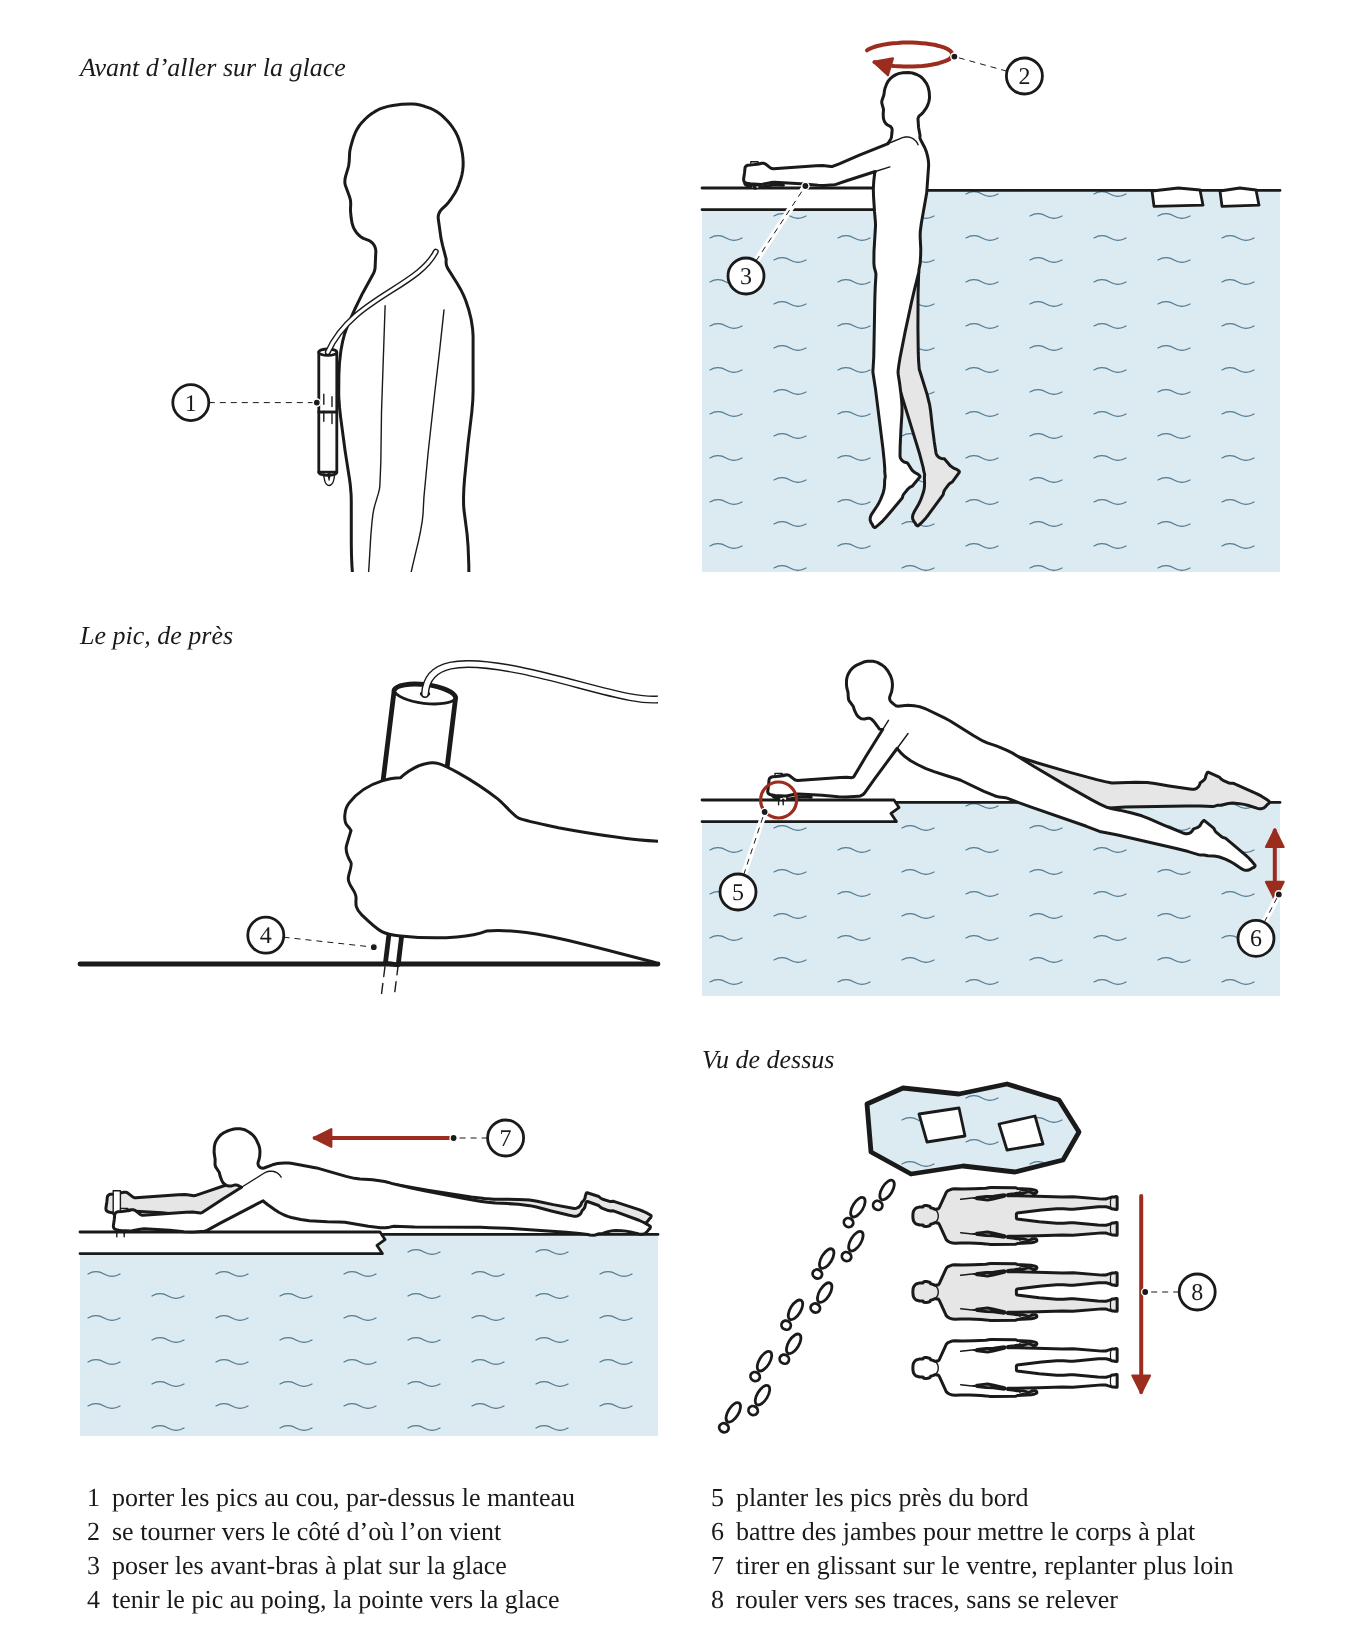 Avant d’aller sur la glace
2
3
1
Le pic, de près
4
5
6
Vu de dessus
7
8
1 porter les pics au cou, par-dessus le manteau
2 se tourner vers le côté d’où l’on vient
3 poser les avant-bras à plat sur la glace
4 tenir le pic au poing, la pointe vers la glace
5 planter les pics près du bord
6 battre des jambes pour mettre le corps à plat
7 tirer en glissant sur le ventre, replanter plus loin
8 rouler vers ses traces, sans se relever